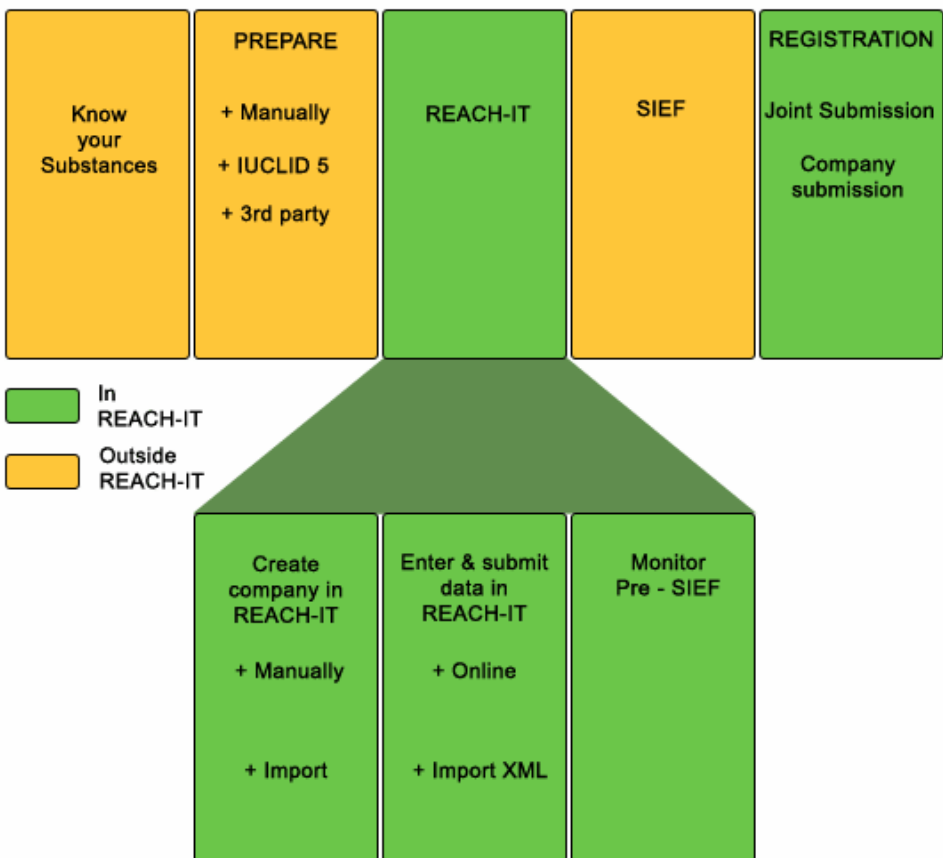 Know
your
Substances
PREPARE
+ Manually
+ IUCLID 5
+ 3rd party
REACH-IT
SIEF
REGISTRATION
Joint Submission
Company
submission
In
REACH-IT
Outside
REACH-IT
Create
company in
REACH-IT
+ Manually
+ Import
Enter & submit
data in
REACH-IT
+ Online
+ Import XML
Monitor
Pre - SIEF